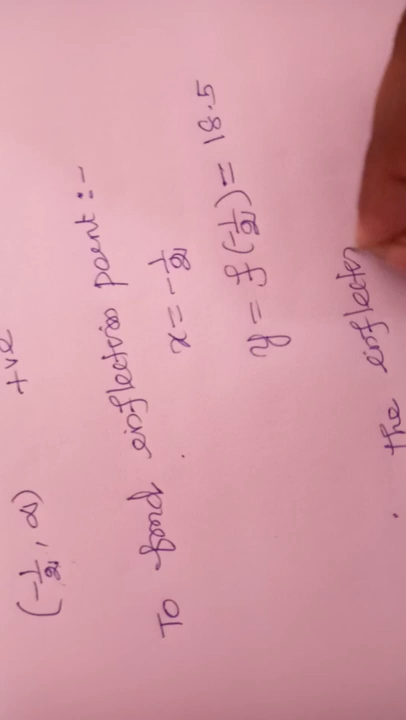 (-1/2, ∞) +ve
To find inflection point :-
x = -1/2
y = f(-1/2) = 18.5
the inflection